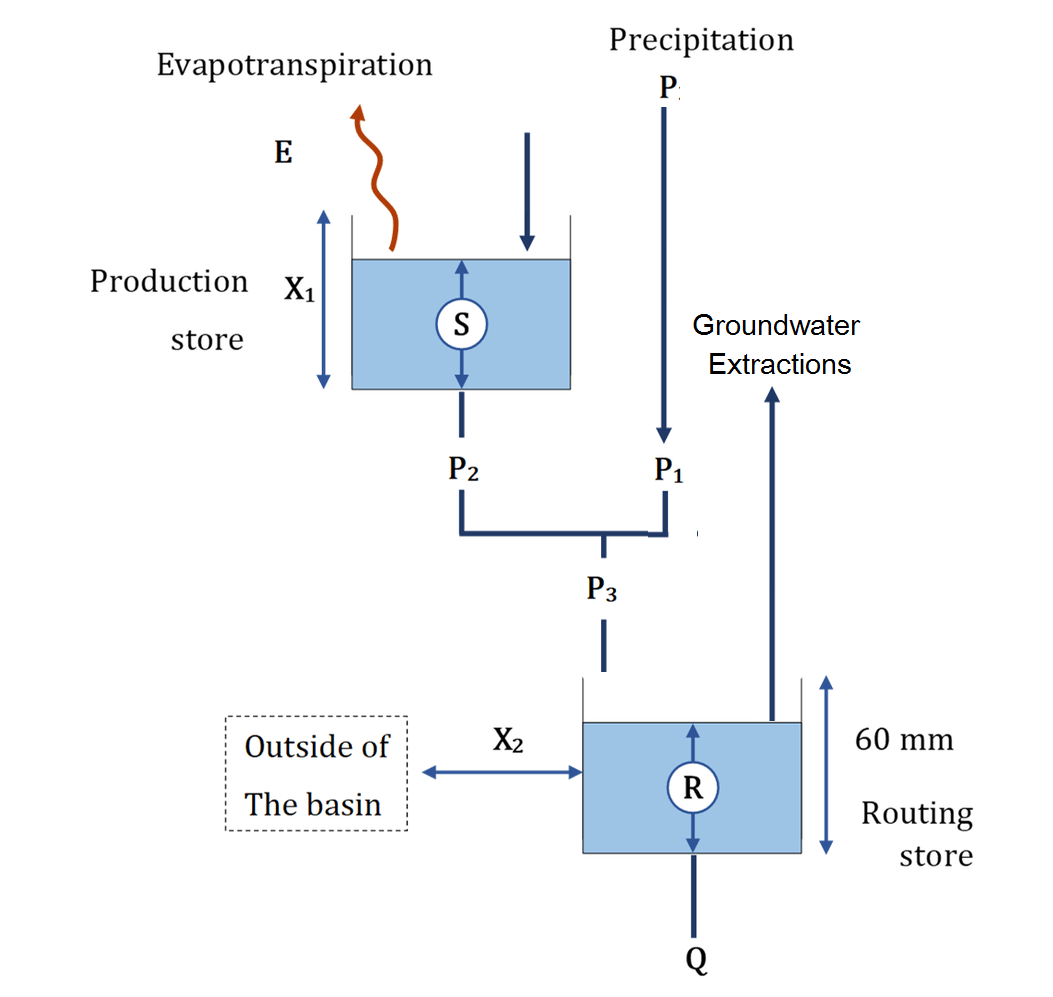 Precipitation
Evapotranspiration
P:
E
Production
store
X₁
S
Groundwater
Extractions
P₂
P₁
P₃
Outside of
The basin
X₂
R
60 mm
Routing
store
Q